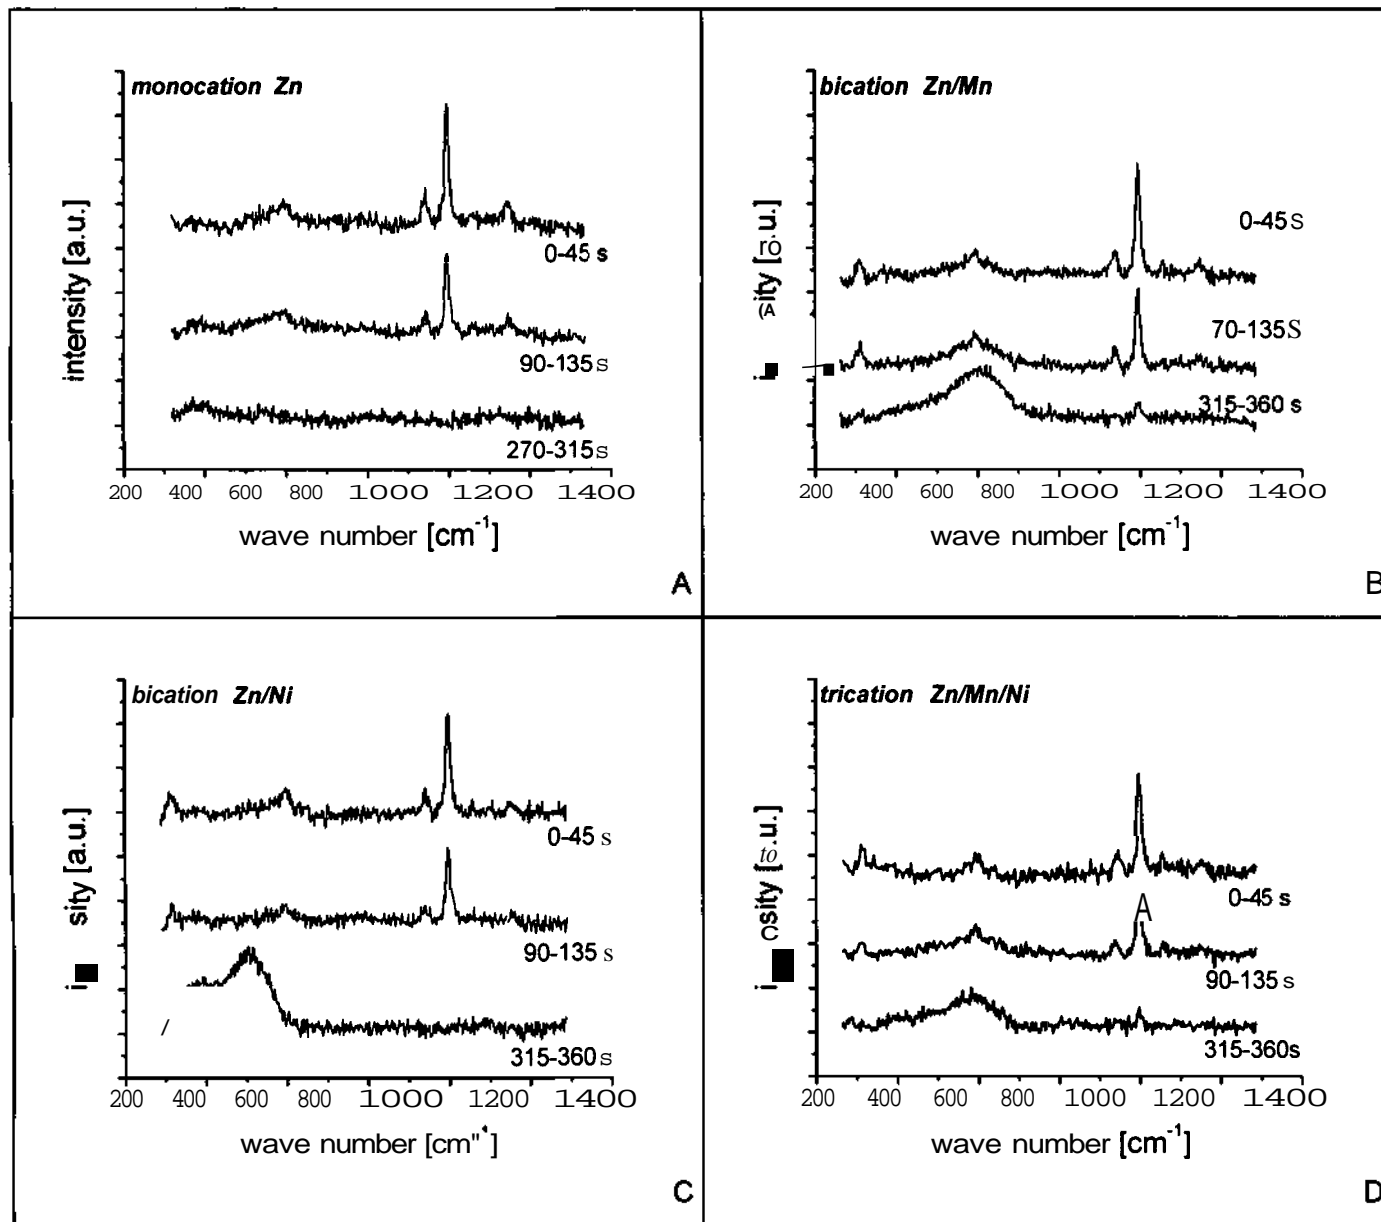 monocation Zn
intensity [a.u.]
0-45 s
90-135 s
270-315 s
200 400 600 800 1000 1200 1400
wave number [cm⁻¹]
A
bication Zn/Mn
0-45 S
70-135 S
315-360 s
200 400 600 800 1000 1200 1400
wave number [cm⁻¹]
B
bication Zn/Ni
sity [a.u.]
0-45 s
90-135 s
315-360 s
200 400 600 800 1000 1200 1400
wave number [cm"
C
trication Zn/Mn/Ni
0-45 s
90-135 s
315-360s
200 400 600 800 1000 1200 1400
wave number [cm⁻¹]
D